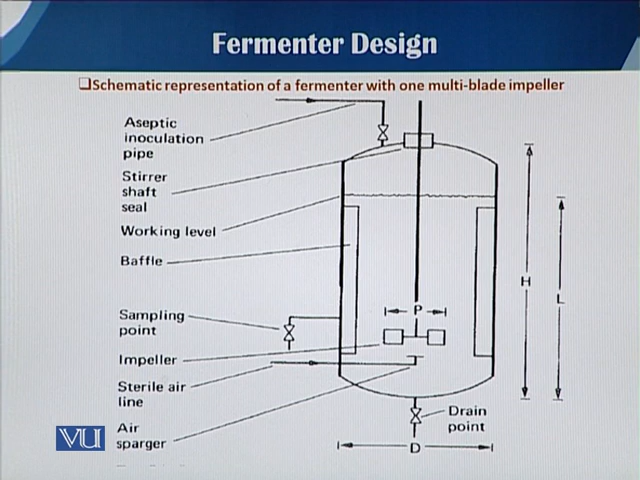 Fermenter Design
❑Schematic representation of a fermenter with one multi-blade impeller
Aseptic
inoculation
pipe
Stirrer
shaft
seal
Working level
Baffle
Sampling
point
Impeller
Sterile air
line
Air
sparger
P
H
L
Drain
point
D
VU